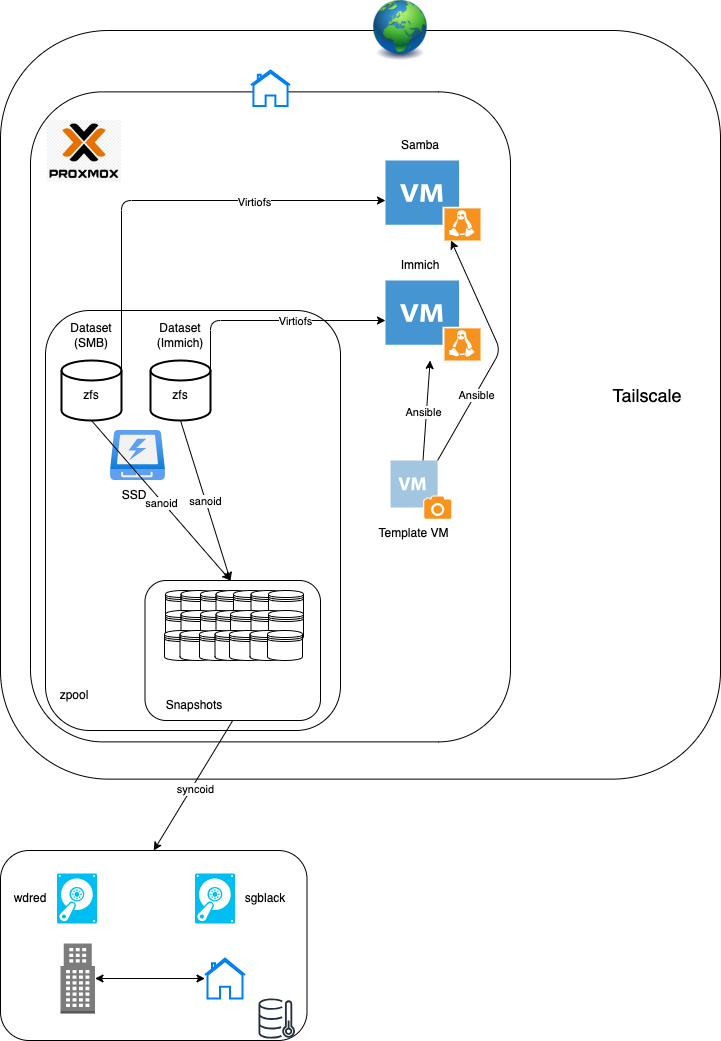 PROXMOX
Samba
VM
Virtiofs
Immich
VM
Dataset
(SMB)
Dataset
(Immich)
Virtiofs
zfs
zfs
Tailscale
Ansible
Ansible
VM
SSD
sanoid
sanoid
Template VM
zpool
Snapshots
syncoid
wdred
sgblack